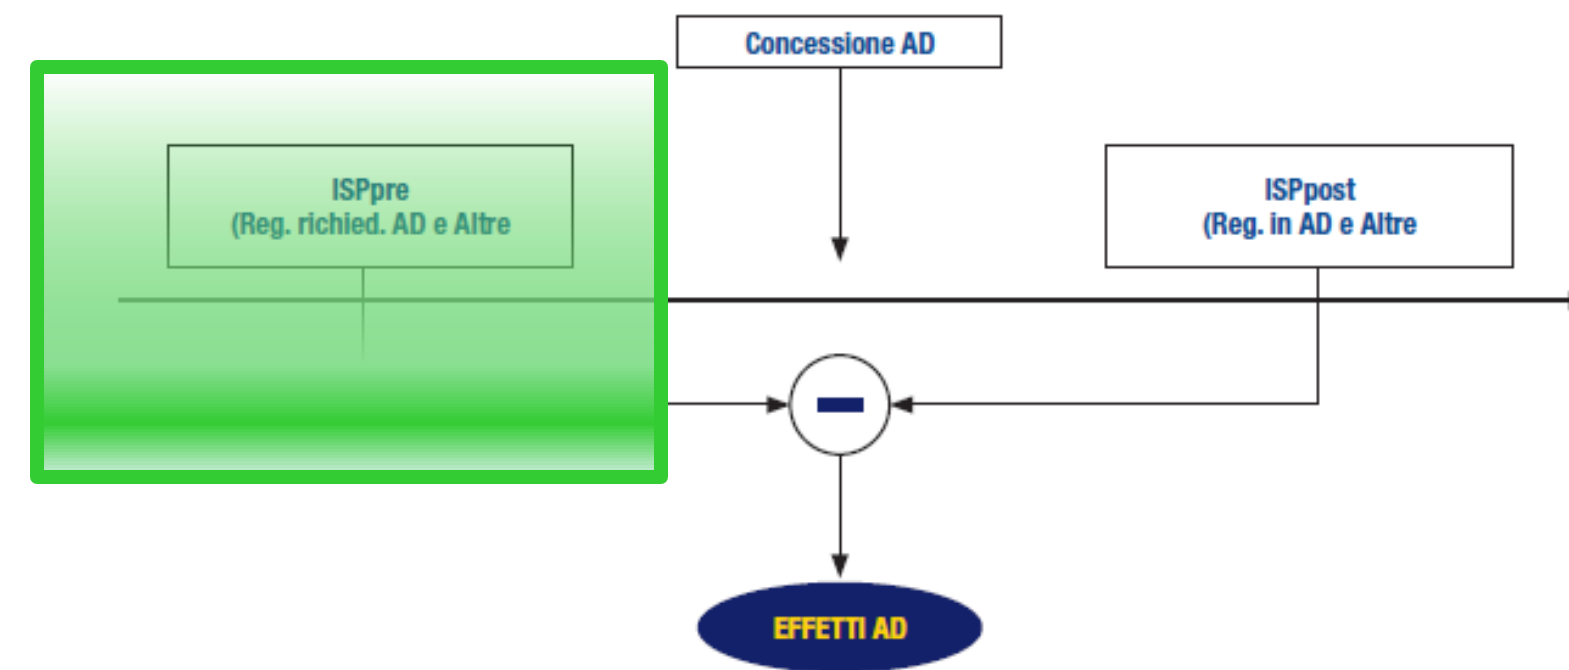 Concessione AD
ISPpre
(Reg. richied. AD e Altre
ISPpost
(Reg. in AD e Altre
EFFETTI AD